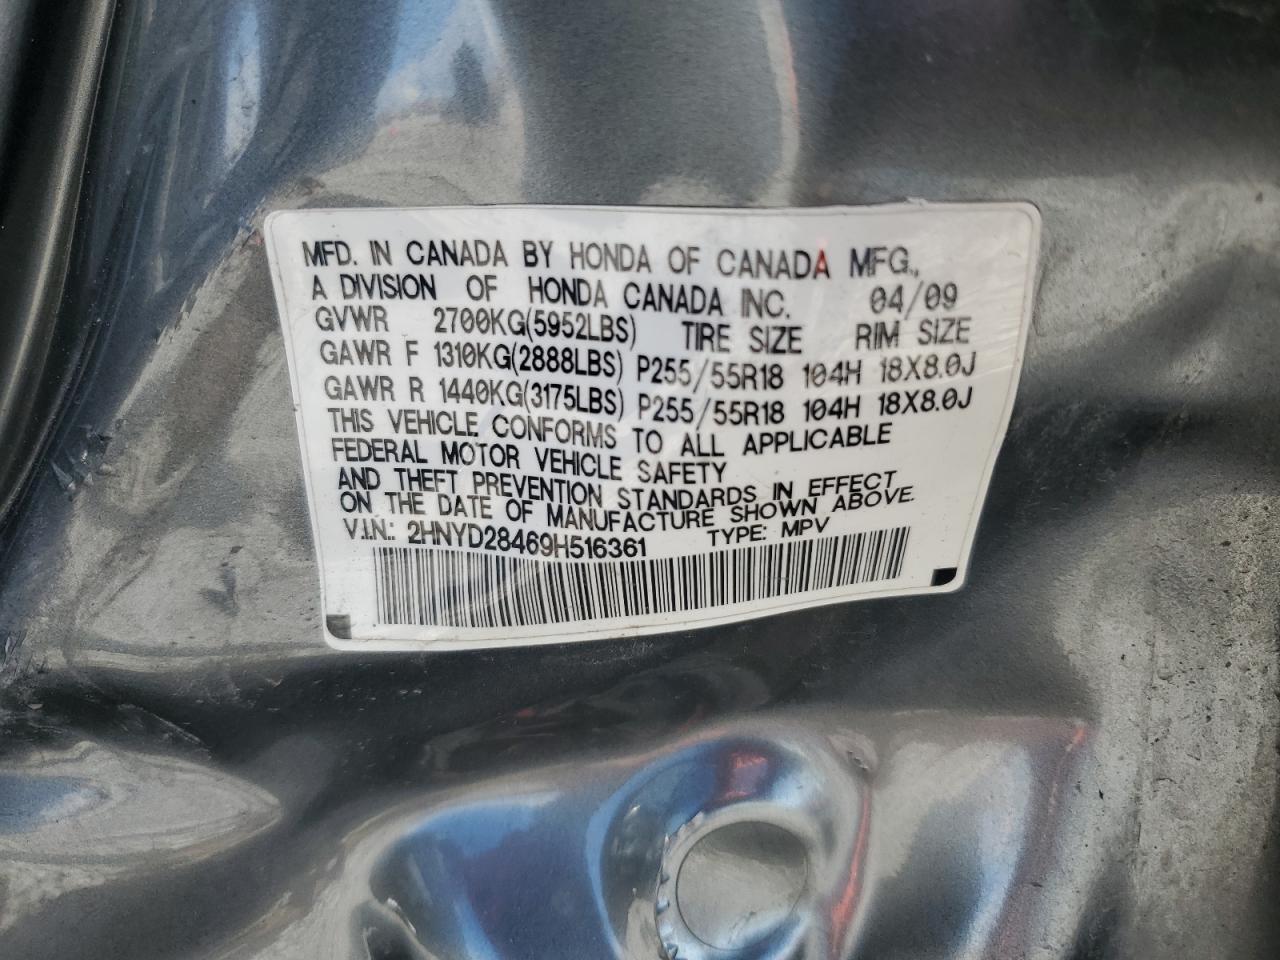 MFD. IN CANADA BY HONDA OF CANADA MFG.,
A DIVISION OF HONDA CANADA INC. 04/09
GVWR 2700KG(5952LBS) TIRE SIZE RIM SIZE
GAWR F 1310KG(2888LBS) P255/55R18 104H 18X8.0J
GAWR R 1440KG(3175LBS) P255/55R18 104H 18X8.0J
THIS VEHICLE CONFORMS TO ALL APPLICABLE
FEDERAL MOTOR VEHICLE SAFETY
AND THEFT PREVENTION STANDARDS IN EFFECT
ON THE DATE OF MANUFACTURE SHOWN ABOVE.
V.I.N.: 2HNYD28469H516361 TYPE: MPV